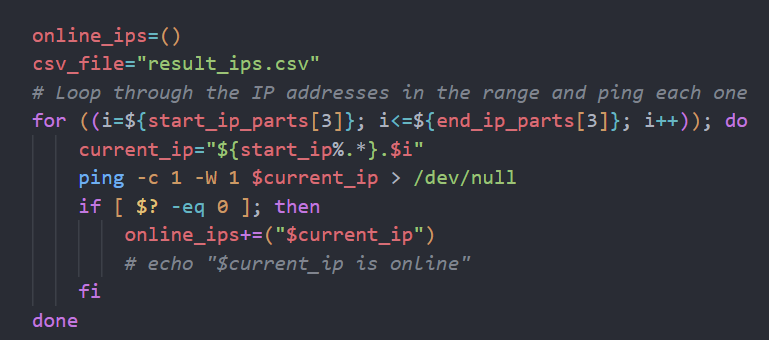 online_ips=()
csv_file="result_ips.csv"
# Loop through the IP addresses in the range and ping each one
for ((i=${start_ip_parts[3]}; i<=${end_ip_parts[3]}; i++)); do
    current_ip="${start_ip%.*}.$i"
    ping -c 1 -W 1 $current_ip > /dev/null
    if [ $? -eq 0 ]; then
        online_ips+=("$current_ip")
        # echo "$current_ip is online"
    fi
done